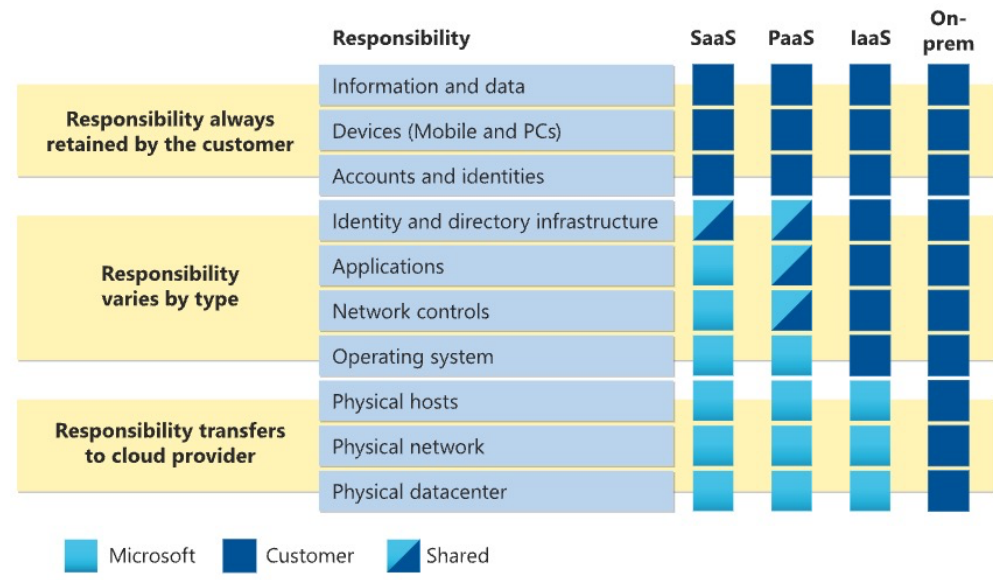 Responsibility
SaaS
PaaS
IaaS
On-
prem
Responsibility always
retained by the customer
Information and data
Devices (Mobile and PCs)
Accounts and identities
Responsibility
varies by type
Identity and directory infrastructure
Applications
Network controls
Operating system
Responsibility transfers
to cloud provider
Physical hosts
Physical network
Physical datacenter
Microsoft
Customer
Shared